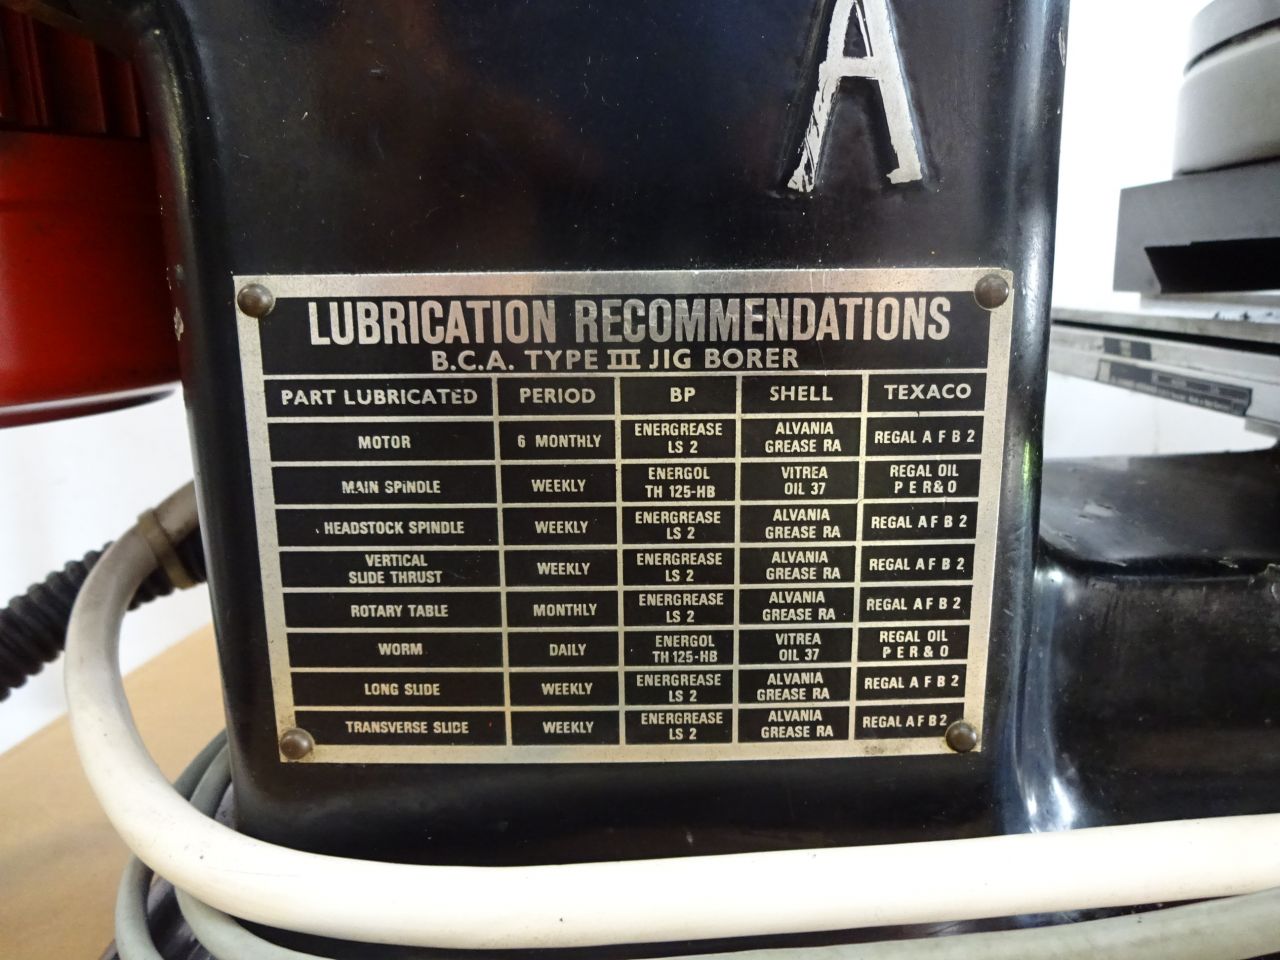 A
LUBRICATION RECOMMENDATIONS
B.C.A. TYPE III JIG BORER
PART LUBRICATED PERIOD BP SHELL TEXACO
MOTOR 6 MONTHLY ENERGREASE LS 2 ALVANIA GREASE RA REGAL A F B 2
MAIN SPINDLE WEEKLY ENERGOL TH 125-HB VITREA OIL 37 REGAL OIL P E R & O
HEADSTOCK SPINDLE WEEKLY ENERGREASE LS 2 ALVANIA GREASE RA REGAL A F B 2
VERTICAL SLIDE THRUST WEEKLY ENERGREASE LS 2 ALVANIA GREASE RA REGAL A F B 2
ROTARY TABLE MONTHLY ENERGREASE LS 2 ALVANIA GREASE RA REGAL A F B 2
WORM DAILY ENERGOL TH 125-HB VITREA OIL 37 REGAL OIL P E R & O
LONG SLIDE WEEKLY ENERGREASE LS 2 ALVANIA GREASE RA REGAL A F B 2
TRANSVERSE SLIDE WEEKLY ENERGREASE LS 2 ALVANIA GREASE RA REGAL A F B 2